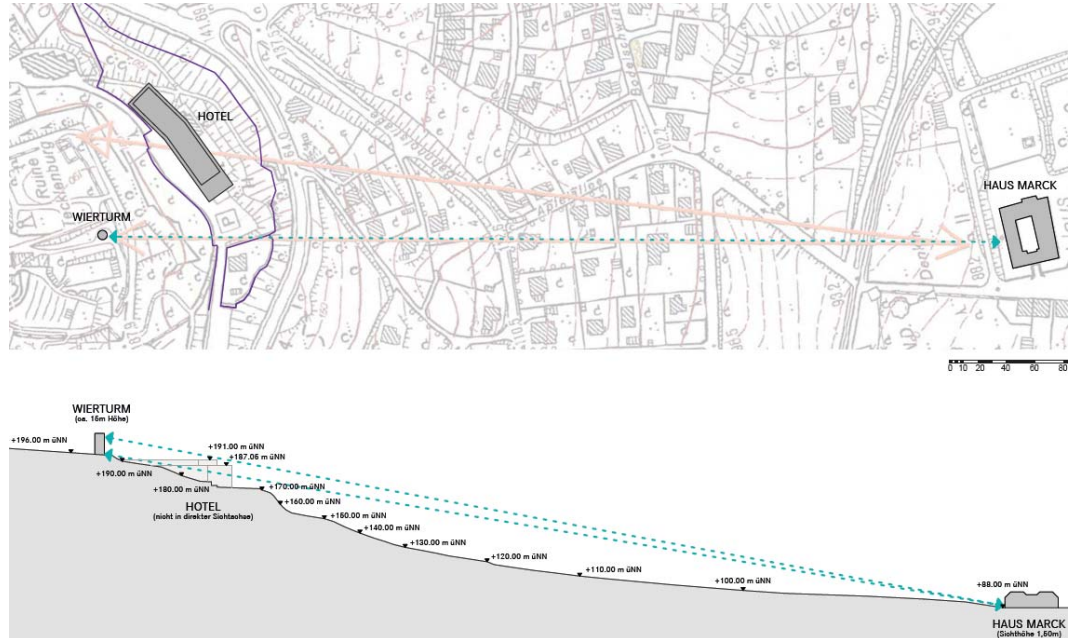 HOTEL
Ruine
WIERTURM
HAUS MARCK
0 10 20 40 60 80
WIERTURM
(ca. 15m Höhe)
+196.00 m üNN
+191.00 m üNN
+187.05 m üNN
+190.00 m üNN
+180.00 m üNN
+170.00 m üNN
HOTEL
(nicht in direkter Sichtachse)
+160.00 m üNN
+150.00 m üNN
+140.00 m üNN
+130.00 m üNN
+120.00 m üNN
+110.00 m üNN
+100.00 m üNN
+88.00 m üNN
HAUS MARCK
(Sichthöhe 1,50m)